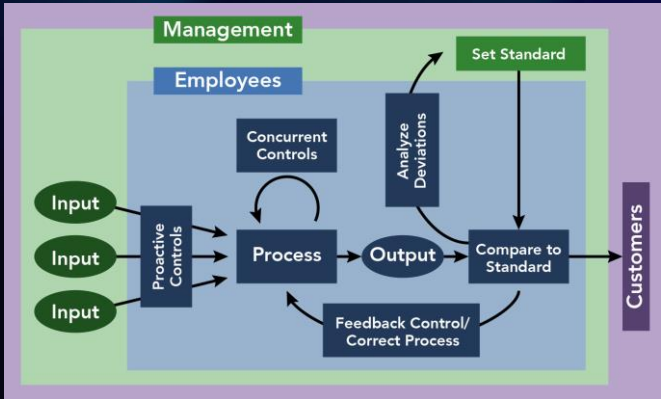 Management
Set Standard
Employees
Concurrent
Controls
Analyze
Deviations
Input
Input
Input
Proactive
Controls
Process
Output
Compare to
Standard
Feedback Control/
Correct Process
Customers